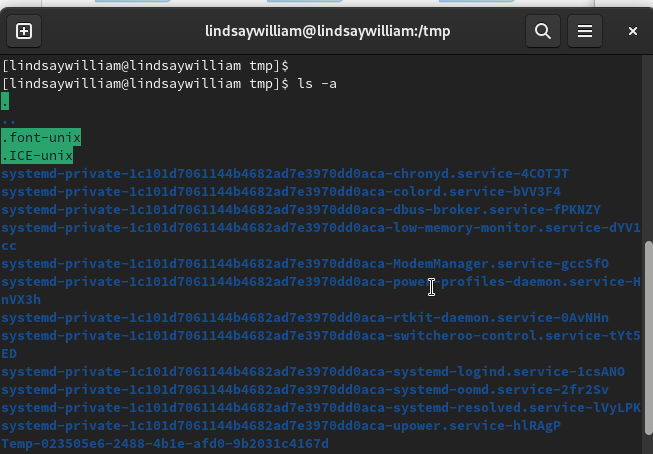 lindsaywilliam@lindsaywilliam:/tmp
[lindsaywilliam@lindsaywilliam tmp]$
[lindsaywilliam@lindsaywilliam tmp]$ ls -a
.
..
.font-unix
.ICE-unix
systemd-private-1c101d7061144b4682ad7e3970dd0aca-chronyd.service-4COTJT
systemd-private-1c101d7061144b4682ad7e3970dd0aca-colord.service-bVV3F4
systemd-private-1c101d7061144b4682ad7e3970dd0aca-dbus-broker.service-fPKNZY
systemd-private-1c101d7061144b4682ad7e3970dd0aca-low-memory-monitor.service-dYV1
cc
systemd-private-1c101d7061144b4682ad7e3970dd0aca-ModemManager.service-gccSfO
systemd-private-1c101d7061144b4682ad7e3970dd0aca-power-profiles-daemon.service-H
nVX3h
systemd-private-1c101d7061144b4682ad7e3970dd0aca-rtkit-daemon.service-0AvNHn
systemd-private-1c101d7061144b4682ad7e3970dd0aca-switcheroo-control.service-tYt5
ED
systemd-private-1c101d7061144b4682ad7e3970dd0aca-systemd-logind.service-1csANO
systemd-private-1c101d7061144b4682ad7e3970dd0aca-systemd-oomd.service-2fr2Sv
systemd-private-1c101d7061144b4682ad7e3970dd0aca-systemd-resolved.service-lVyLPK
systemd-private-1c101d7061144b4682ad7e3970dd0aca-upower.service-hlRAgP
Temp-023505e6-2488-4b1e-afd0-9b2031c4167d